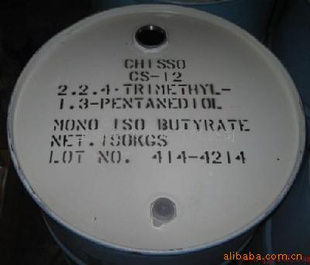 CHISSO
CS-12
2.2.4-TRIMETHYL-
1.3-PENTANEDIOL
MONO ISO BUTYRATE
NET.190KGS
LOT NO. 414-4214
alibaba.com.cn